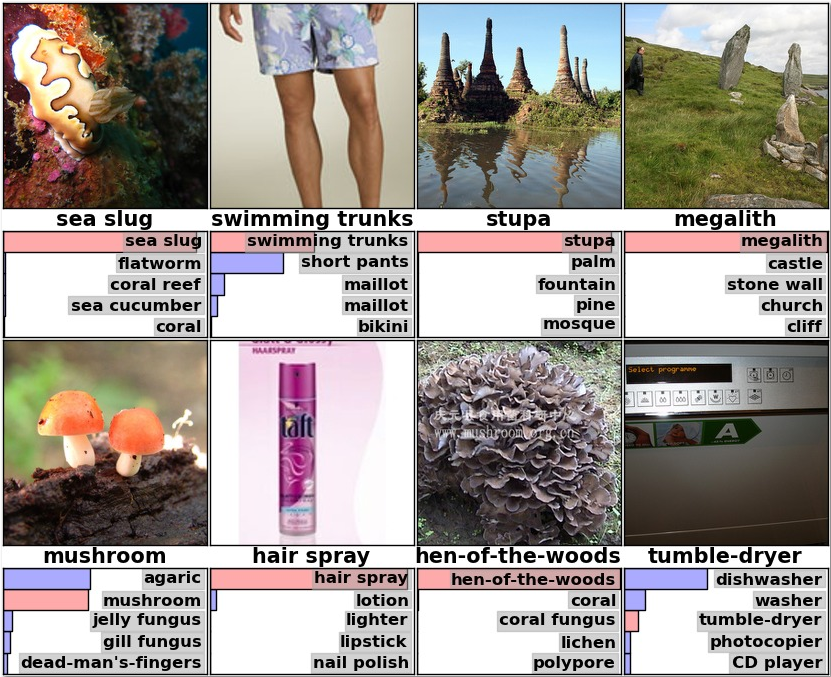 sea slug
swimming trunks
stupa
megalith
sea slug
flatworm
coral reef
sea cucumber
coral
swimming trunks
short pants
maillot
maillot
bikini
stupa
palm
fountain
pine
mosque
megalith
castle
stone wall
church
cliff
HAARSPRAY
taft
www.mushroom.org.cn
Select programme
A
mushroom
hair spray
hen-of-the-woods
tumble-dryer
agaric
mushroom
jelly fungus
gill fungus
dead-man's-fingers
hair spray
lotion
lighter
lipstick
nail polish
hen-of-the-woods
coral
coral fungus
lichen
polypore
dishwasher
washer
tumble-dryer
photocopier
CD player